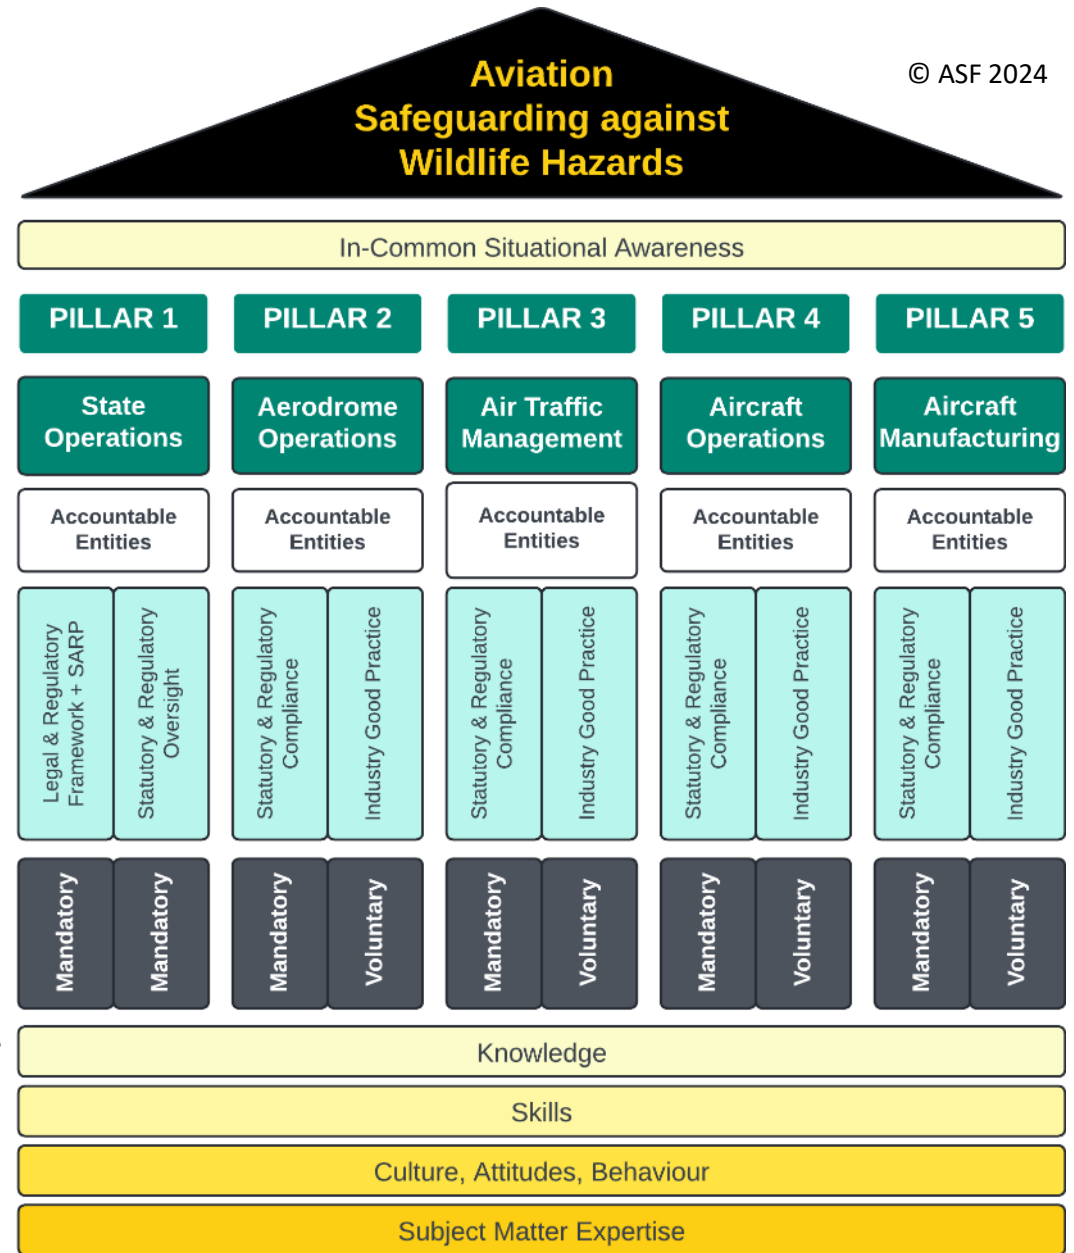 Aviation
Safeguarding against
Wildlife Hazards
© ASF 2024
In-Common Situational Awareness
PILLAR 1
PILLAR 2
PILLAR 3
PILLAR 4
PILLAR 5
State
Operations
Aerodrome
Operations
Air Traffic
Management
Aircraft
Operations
Aircraft
Manufacturing
Accountable
Entities
Accountable
Entities
Accountable
Entities
Accountable
Entities
Accountable
Entities
Legal & Regulatory
Framework + SARP
Statutory & Regulatory
Oversight
Statutory & Regulatory
Compliance
Industry Good Practice
Statutory & Regulatory
Compliance
Industry Good Practice
Statutory & Regulatory
Compliance
Industry Good Practice
Statutory & Regulatory
Compliance
Industry Good Practice
Mandatory
Mandatory
Mandatory
Voluntary
Mandatory
Voluntary
Mandatory
Voluntary
Mandatory
Voluntary
Knowledge
Skills
Culture, Attitudes, Behaviour
Subject Matter Expertise